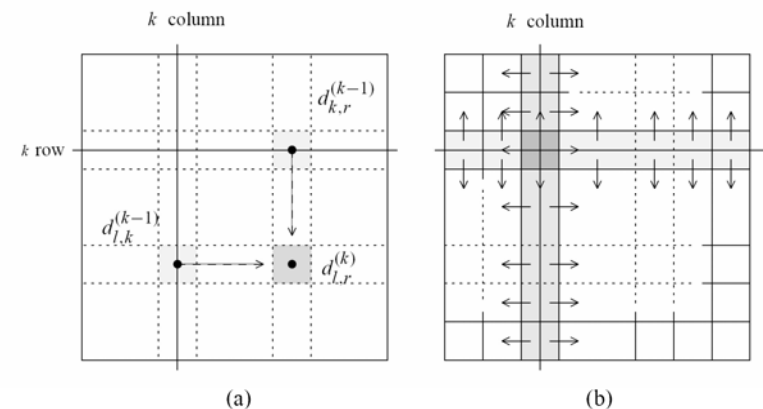 k column
k column
d_{k,r}^{(k-1)}
k row
d_{l,k}^{(k-1)}
d_{l,r}^{(k)}
(a)
(b)